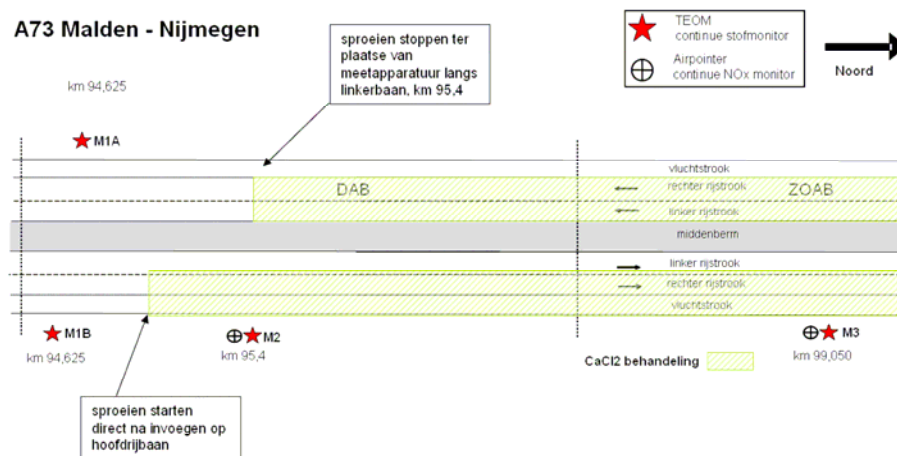 A73 Malden - Nijmegen
sproeien stoppen ter
plaatse van
meetapparatuur langs
linkerbaan, km 95,4
TEOM
continue stofmonitor
Airpointer
continue NOx monitor
Noord
km 94,625
M1A
vluchtstrook
DAB
rechter rijstrook
ZOAB
linker rijstrook
middenberm
linker rijstrook
rechter rijstrook
vluchtstrook
M1B
M2
M3
km 94,625
km 95,4
km 99,050
CaCl2 behandeling
sproeien starten
direct na invoegen op
hoofdrijbaan